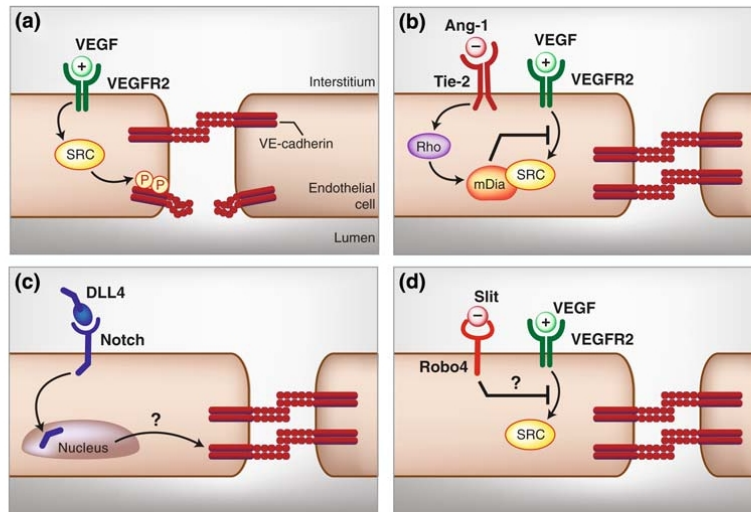 (a)
VEGF
+
VEGFR2
Interstitium
SRC
VE-cadherin
P P
Endothelial
cell
Lumen
(b)
Ang-1
−
Tie-2
VEGF
+
VEGFR2
Rho
mDia
SRC
(c)
DLL4
Notch
?
Nucleus
(d)
Slit
−
Robo4
VEGF
+
VEGFR2
?
SRC